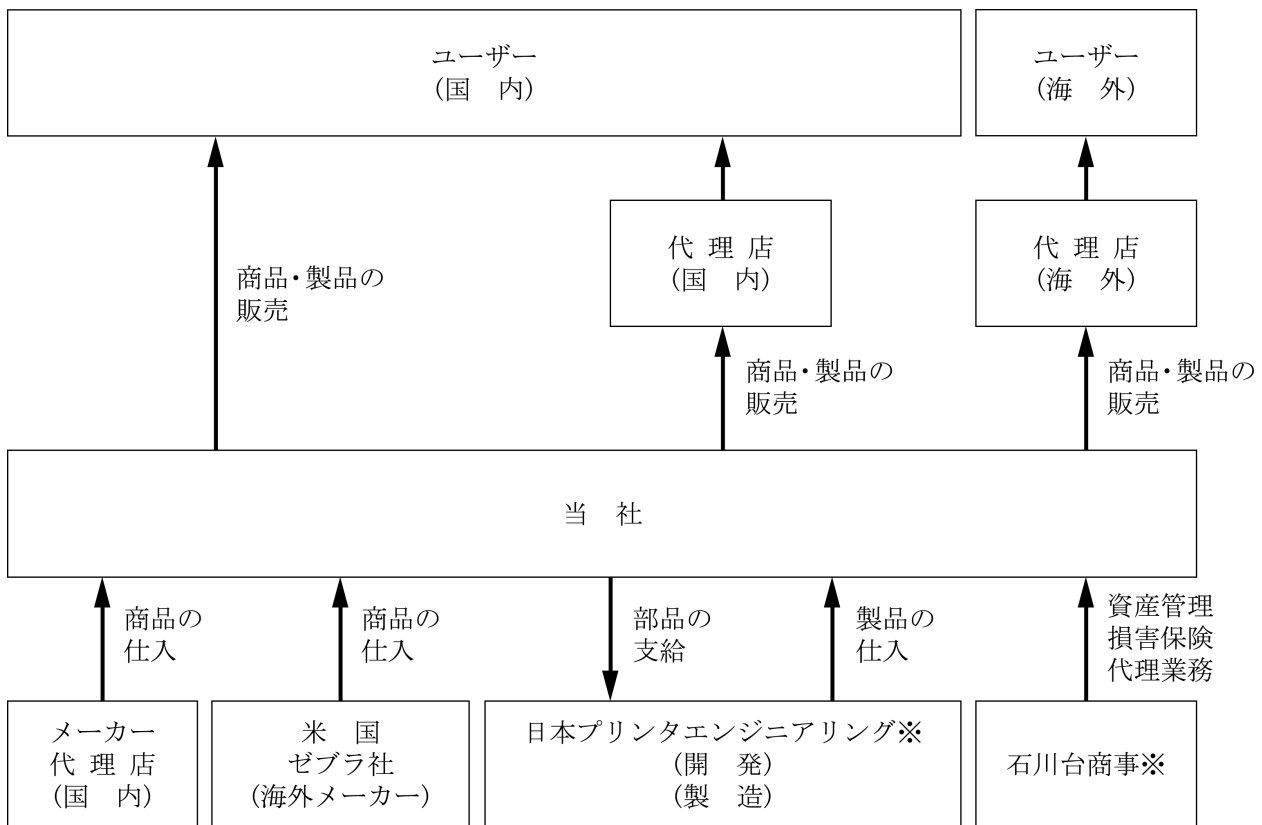 ユーザー
(国　内)
ユーザー
(海　外)
代 理 店
(国　内)
代 理 店
(海　外)
商品・製品の
販売
商品・製品の
販売
商品・製品の
販売
当　社
商品の
仕入
商品の
仕入
部品の
支給
製品の
仕入
資産管理
損害保険
代理業務
メーカー
代 理 店
(国　内)
米　国
ゼブラ社
(海外メーカー)
日本プリンタエンジニアリング※
(開　発)
(製　造)
石川台商事※